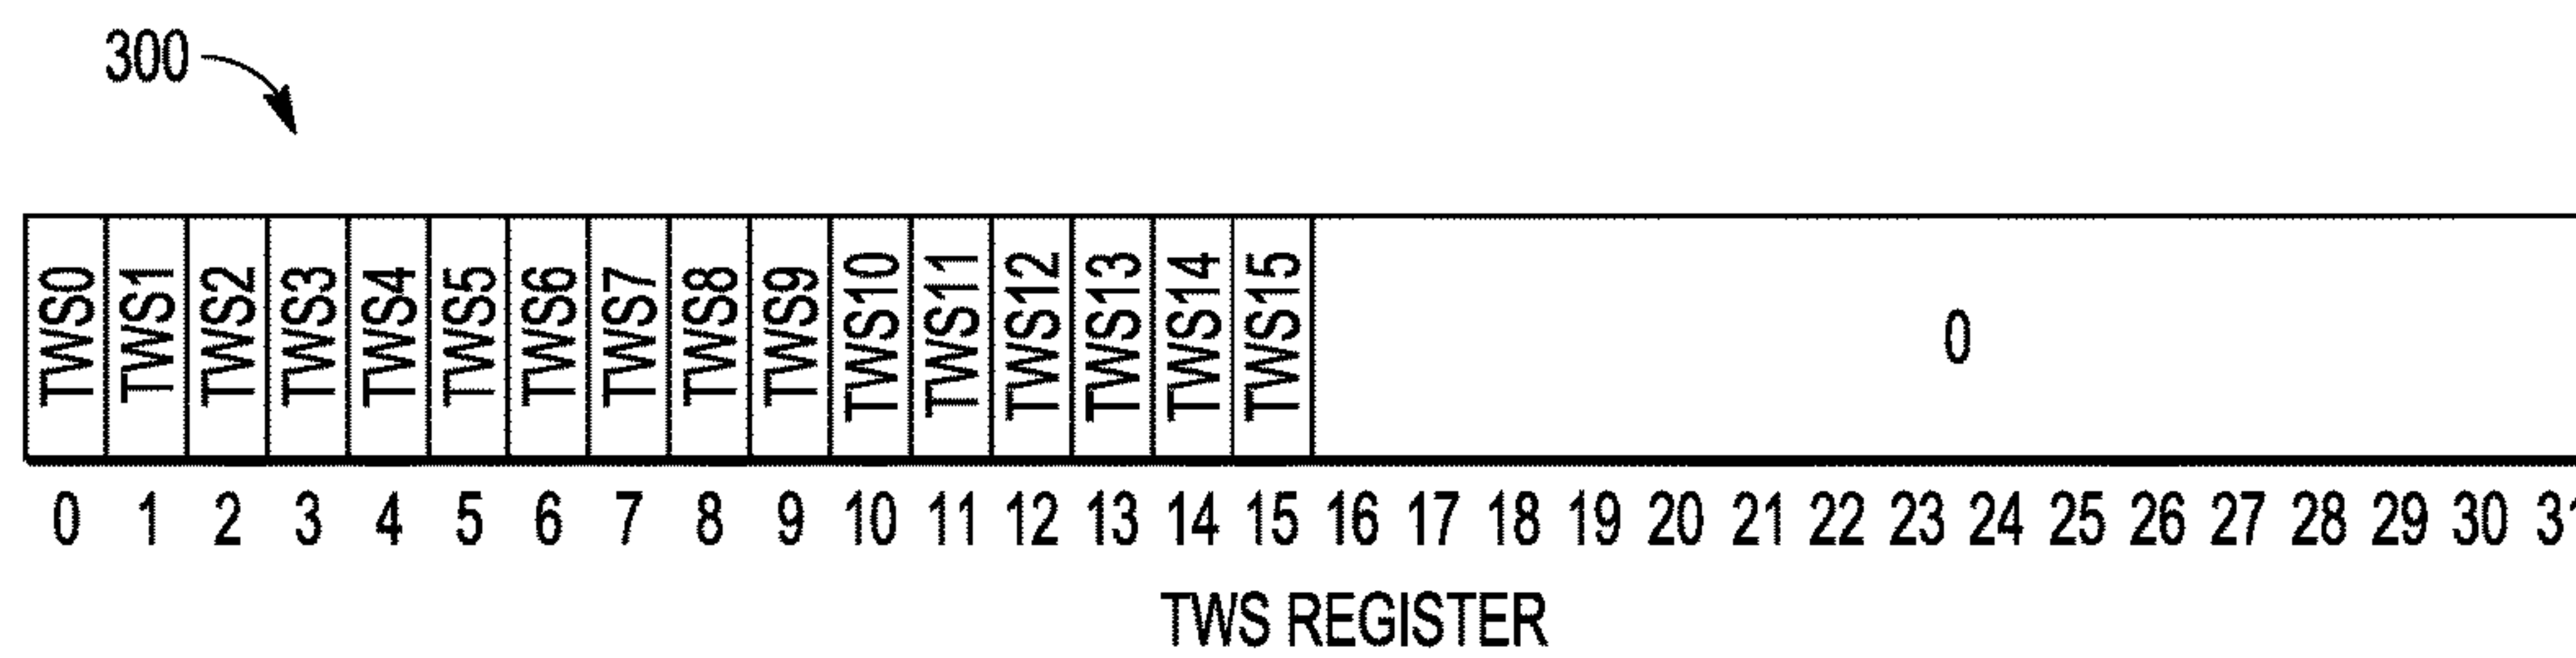 300
TWS0 TWS1 TWS2 TWS3 TWS4 TWS5 TWS6 TWS7 TWS8 TWS9 TWS10 TWS11 TWS12 TWS13 TWS14 TWS15 0
0 1 2 3 4 5 6 7 8 9 10 11 12 13 14 15 16 17 18 19 20 21 22 23 24 25 26 27 28 29 30 31
TWS REGISTER